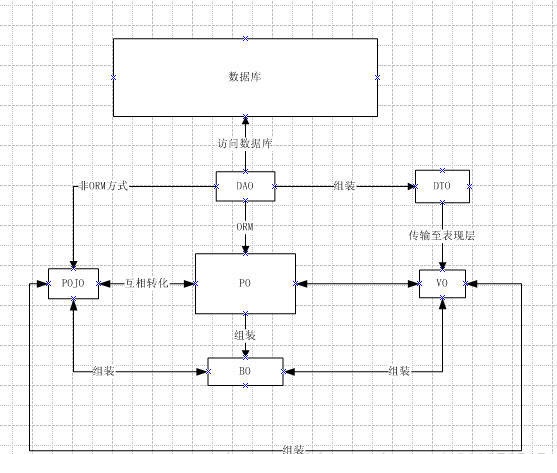 数据库
访问数据库
非ORM方式
DAO
组装
DTO
ORM
传输至表现层
POJO
互相转化
PO
VO
组装
组装
BO
组装
组装